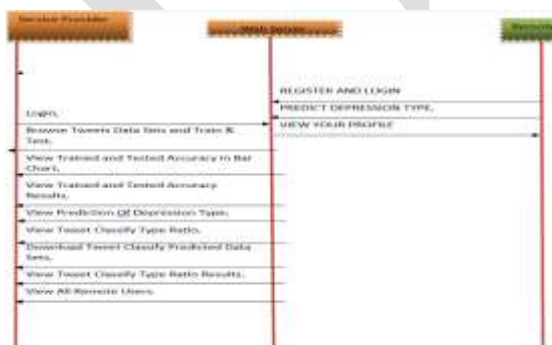 Service Provider
Web Server
Remote
REGISTER AND LOGIN
PREDICT DEPRESSION TYPE,
VIEW YOUR PROFILE
Login,
Browse Tweets Data Sets and Train &
Test,
View Trained and Tested Accuracy in Bar
Chart,
View Trained and Tested Accuracy
Results,
View Prediction Of Depression Type,
View Tweet Classify Type Ratio,
Download Tweet Classify Predicted Data
Sets,
View Tweet Classify Type Ratio Results,
View All Remote Users.